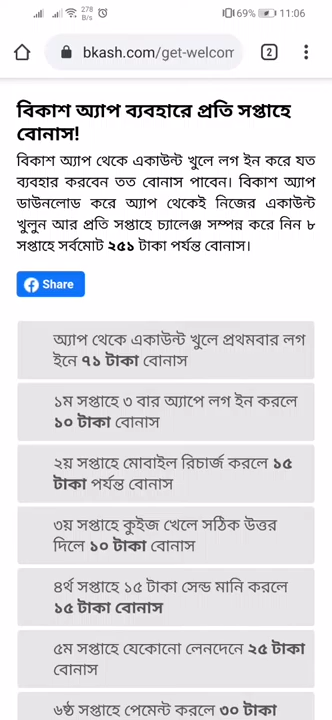 278 B/s
69%
11:06
bkash.com/get-welcom
2
বিকাশ অ্যাপ ব্যবহারে প্রতি সপ্তাহে
বোনাস!
বিকাশ অ্যাপ থেকে একাউন্ট খুলে লগ ইন করে যত
ব্যবহার করবেন তত বোনাস পাবেন। বিকাশ অ্যাপ
ডাউনলোড করে অ্যাপ থেকেই নিজের একাউন্ট
খুলুন আর প্রতি সপ্তাহে চ্যালেঞ্জ সম্পন্ন করে নিন ৮
সপ্তাহে সর্বমোট ২৫১ টাকা পর্যন্ত বোনাস।
Share
অ্যাপ থেকে একাউন্ট খুলে প্রথমবার লগ
ইনে ৭১ টাকা বোনাস
১ম সপ্তাহে ৩ বার অ্যাপে লগ ইন করলে
১০ টাকা বোনাস
২য় সপ্তাহে মোবাইল রিচার্জ করলে ১৫
টাকা পর্যন্ত বোনাস
৩য় সপ্তাহে কুইজ খেলে সঠিক উত্তর
দিলে ১০ টাকা বোনাস
৪র্থ সপ্তাহে ১৫ টাকা সেন্ড মানি করলে
১৫ টাকা বোনাস
৫ম সপ্তাহে যেকোনো লেনদেনে ২৫ টাকা
বোনাস
৬ষ্ঠ সপ্তাহে পেমেন্ট করলে ৩০ টাকা